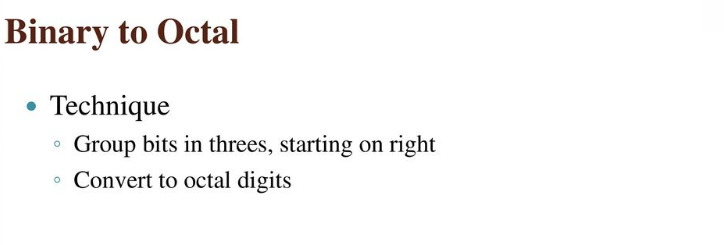 Binary to Octal
Technique
Group bits in threes, starting on right
Convert to octal digits